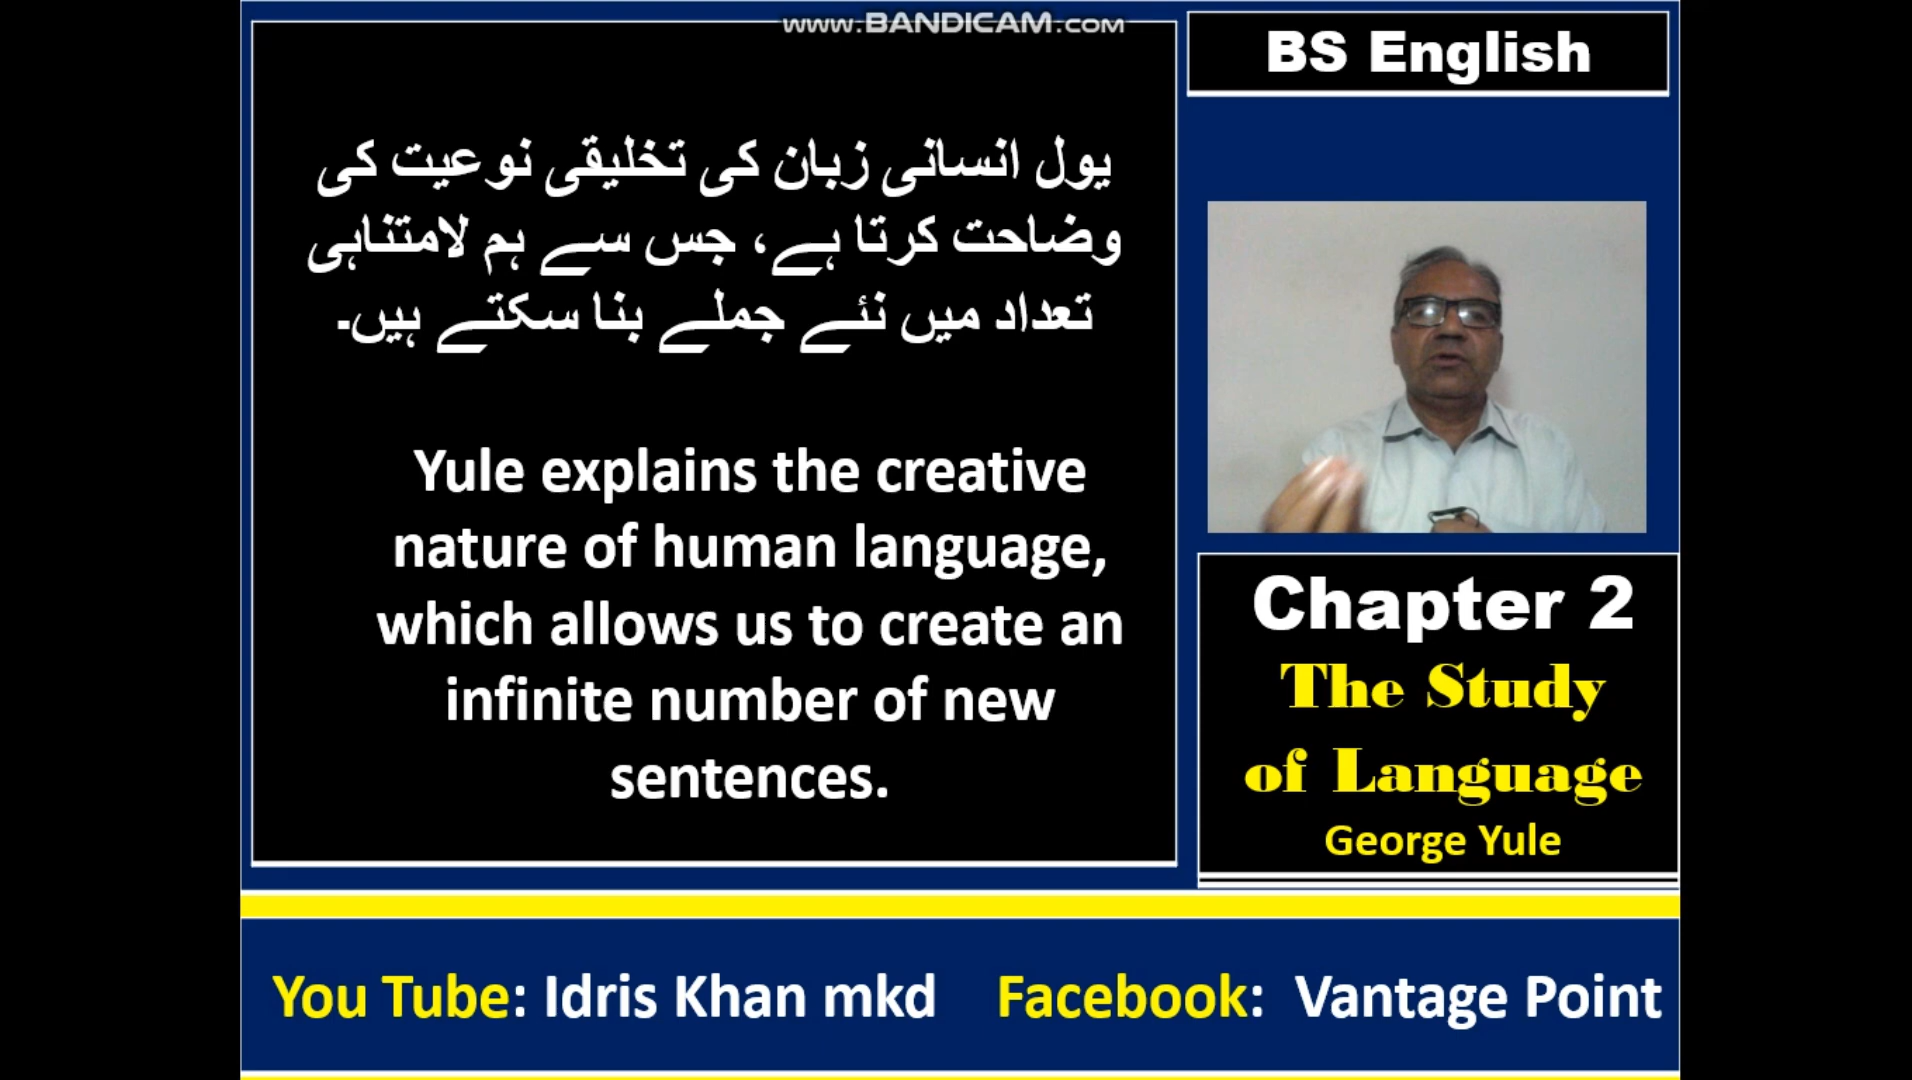 www.BANDICAM.com
BS English
یول انسانی زبان کی تخلیقی نوعیت کی
وضاحت کرتا ہے، جس سے ہم لامتناہی
تعداد میں نئے جملے بنا سکتے ہیں۔
Yule explains the creative
nature of human language,
which allows us to create an
infinite number of new
sentences.
Chapter 2
The Study
of Language
George Yule
You Tube: Idris Khan mkd Facebook: Vantage Point